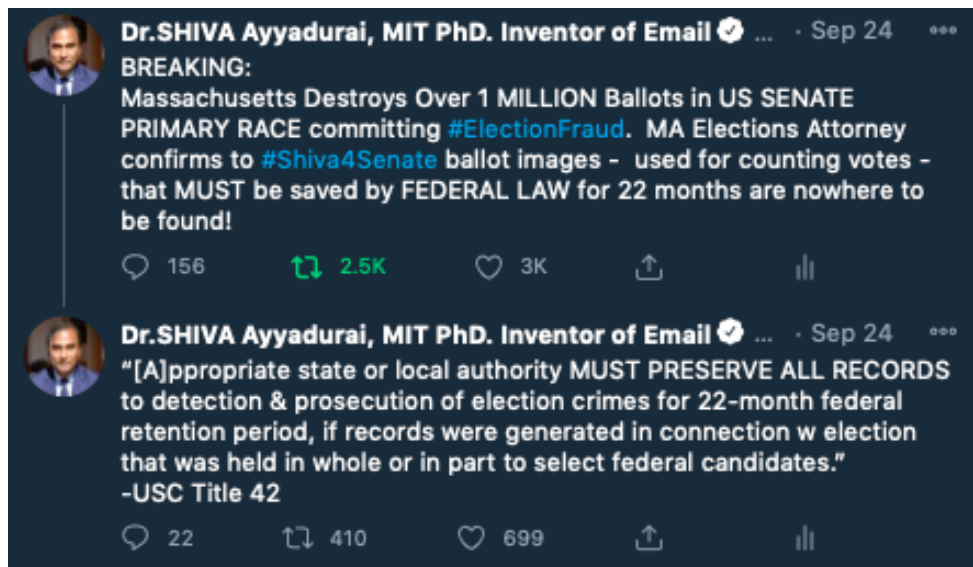 Dr.SHIVA Ayyadurai, MIT PhD. Inventor of Email ... · Sep 24
BREAKING:
Massachusetts Destroys Over 1 MILLION Ballots in US SENATE
PRIMARY RACE committing #ElectionFraud.  MA Elections Attorney
confirms to #Shiva4Senate ballot images -  used for counting votes -
that MUST be saved by FEDERAL LAW for 22 months are nowhere to
be found!
156 2.5K 3K
Dr.SHIVA Ayyadurai, MIT PhD. Inventor of Email ... · Sep 24
“[A]ppropriate state or local authority MUST PRESERVE ALL RECORDS
to detection & prosecution of election crimes for 22-month federal
retention period, if records were generated in connection w election
that was held in whole or in part to select federal candidates.”
-USC Title 42
22 410 699